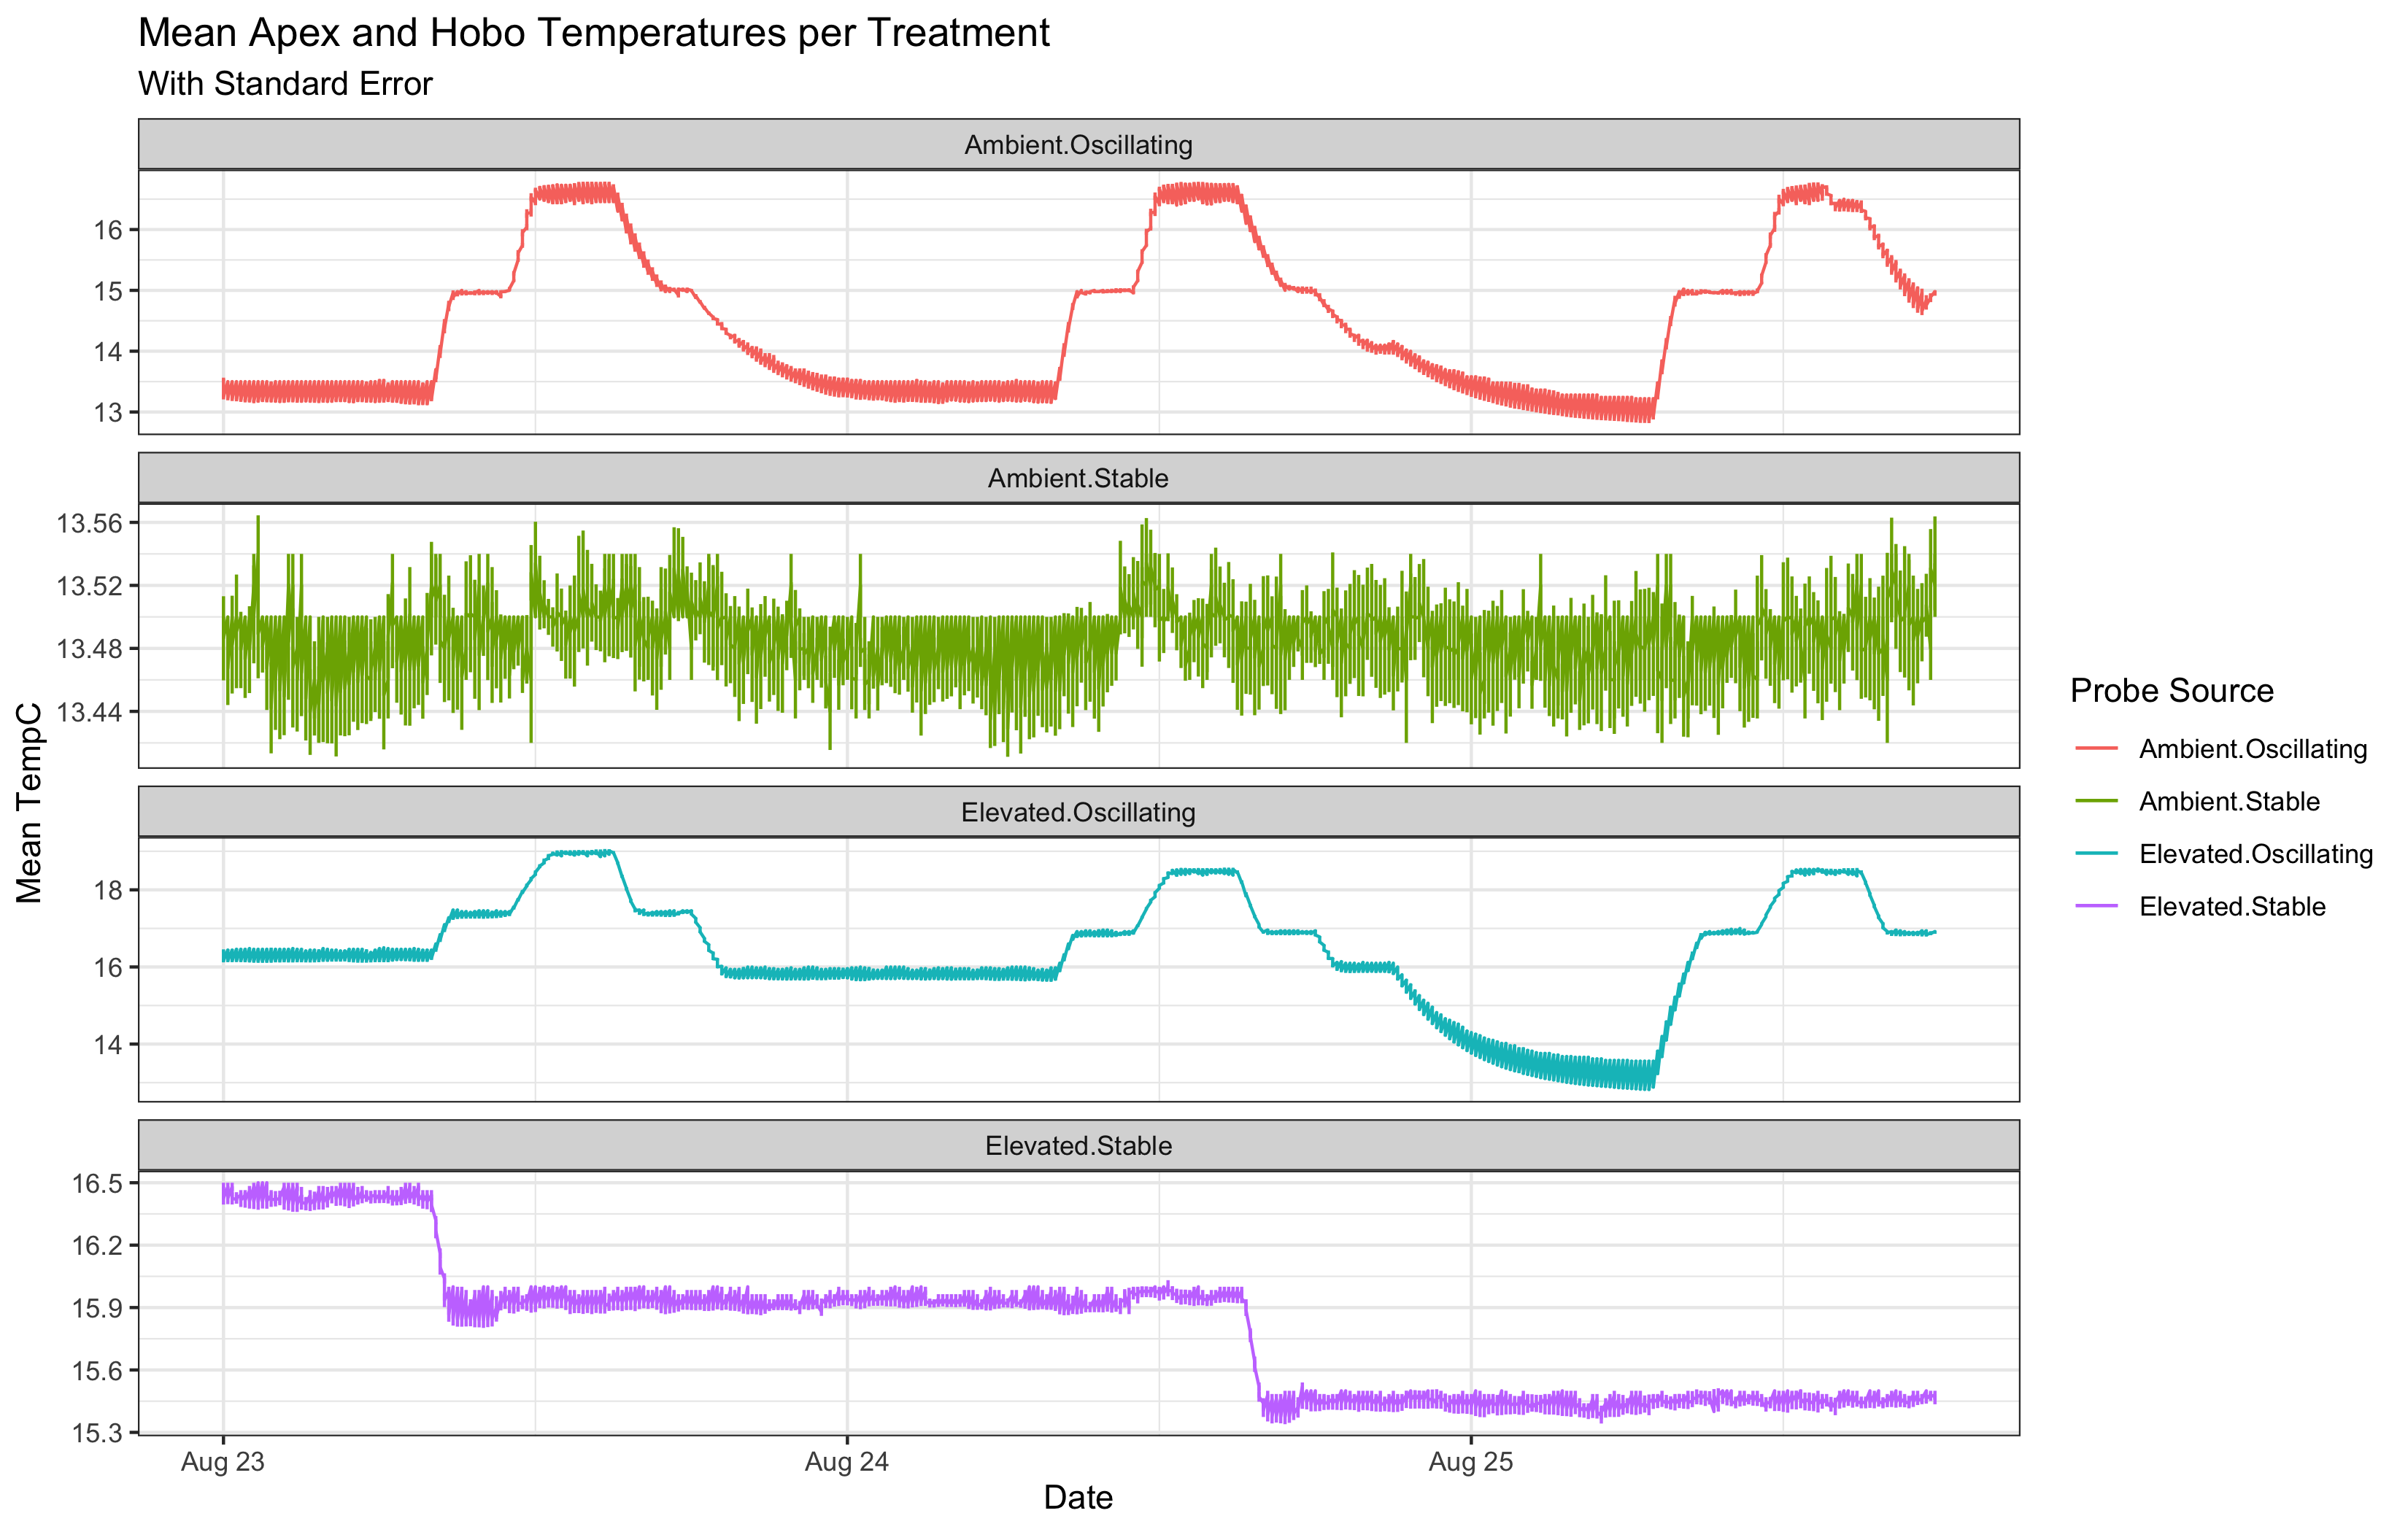 Mean Apex and Hobo Temperatures per Treatment
With Standard Error
Ambient.Oscillating
16
15
14
13
Ambient.Stable
13.56
13.52
13.48
13.44
Elevated.Oscillating
18
16
14
Elevated.Stable
16.5
16.2
15.9
15.6
15.3
Aug 23
Aug 24
Aug 25
Date
Mean TempC
Probe Source
Ambient.Oscillating
Ambient.Stable
Elevated.Oscillating
Elevated.Stable